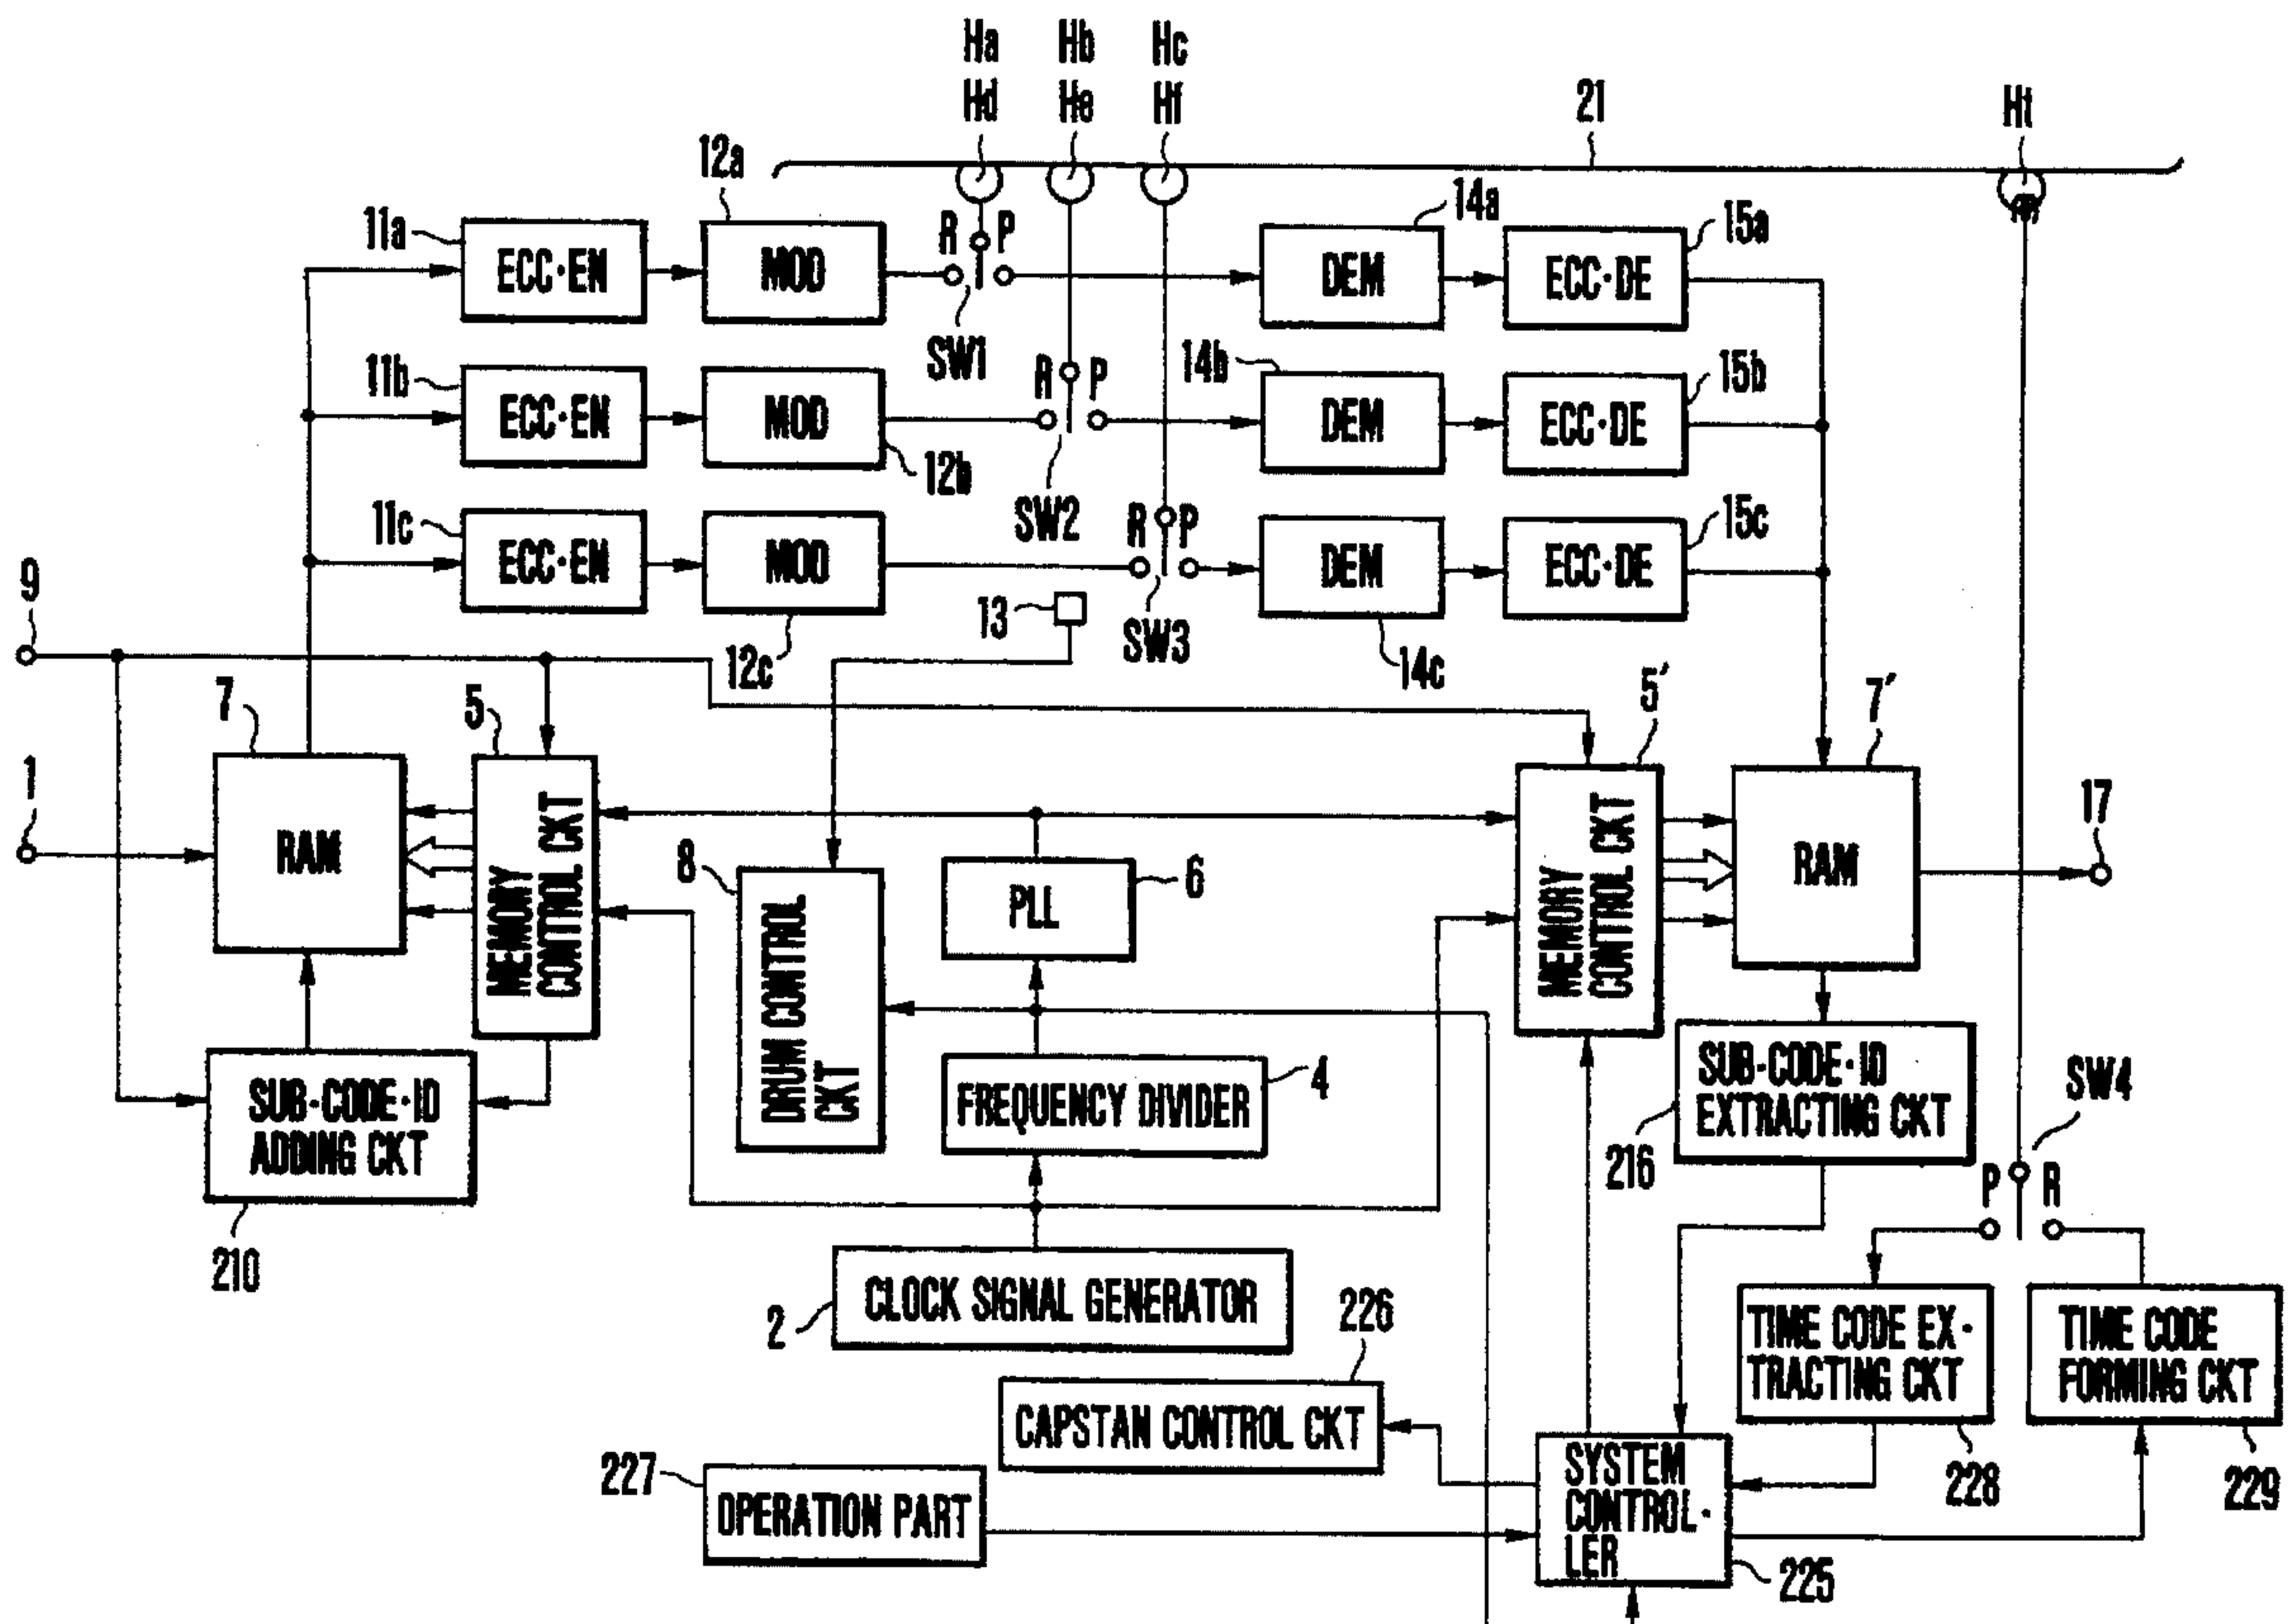 Ha Hb Hc
Hd He Hf 21 Ht
12a 14a
11a R P 15a
ECC·EN MOD DEM ECC·DE
SW1
11b R P 14b 15b
ECC·EN MOD DEM ECC·DE
12b
SW2
11c R P 15c
ECC·EN MOD DEM ECC·DE
9 13
SW3
12c 14c
7 5 5' 7'
1 17
8
RAM
MEMORY
CONTROL CKT
DRUM CONTROL
CKT
PLL 6
MEMORY
CONTROL CKT
RAM
SUB-CODE-ID
ADDING CKT
FREQUENCY DIVIDER 4
SUB-CODE-ID
EXTRACTING CKT
SW4
216
P R
210
CLOCK SIGNAL GENERATOR
2
226
TIME CODE EX-
TRACTING CKT
TIME CODE
FORMING CKT
CAPSTAN CONTROL CKT
227
OPERATION PART
SYSTEM
CONTROL-
LER
228 229
225